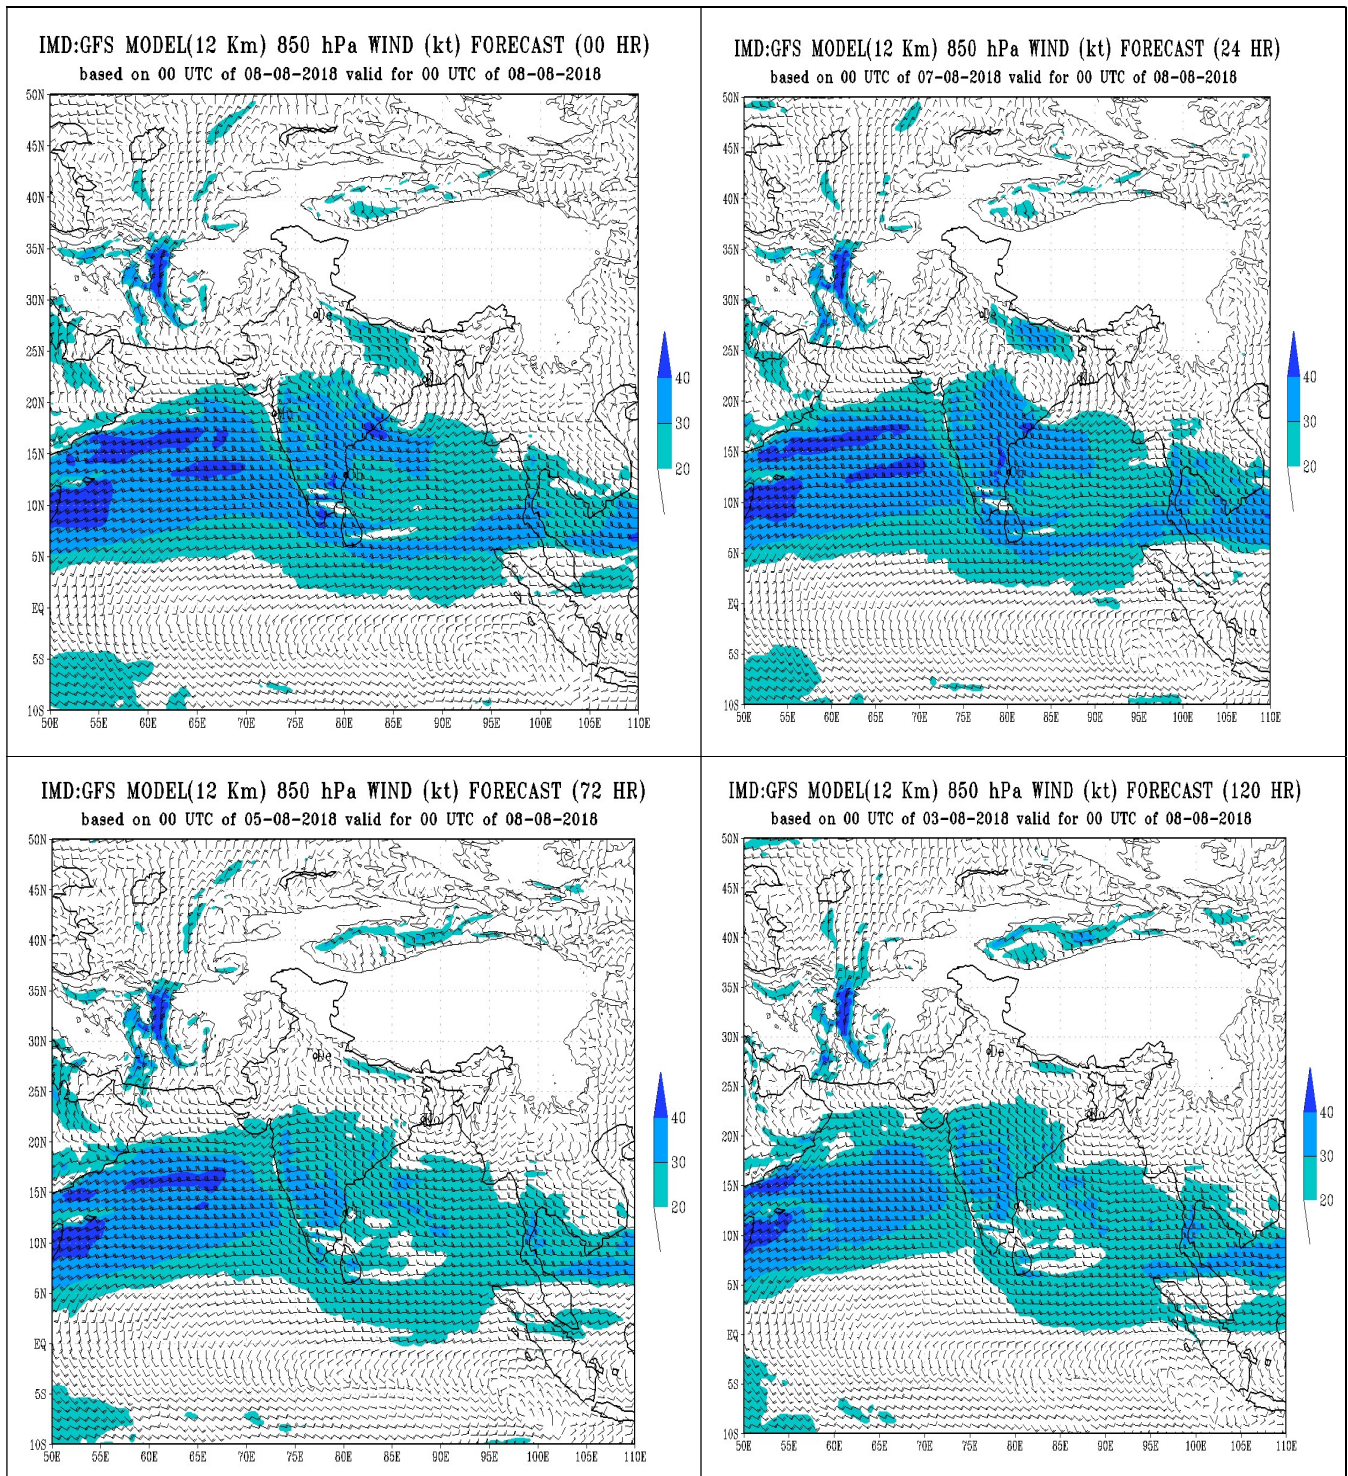 IMD:GFS MODEL(12 Km) 850 hPa WIND (kt) FORECAST (00 HR)
based on 00 UTC of 08-08-2018 valid for 00 UTC of 08-08-2018
50N
45N
40N
35N
30N
25N
20N
15N
10N
5N
EQ
5S
10S
50E 55E 60E 65E 70E 75E 80E 85E 90E 95E 100E 105E 110E
De
40
30
20
IMD:GFS MODEL(12 Km) 850 hPa WIND (kt) FORECAST (24 HR)
based on 00 UTC of 07-08-2018 valid for 00 UTC of 08-08-2018
50N
45N
40N
35N
30N
25N
20N
15N
10N
5N
EQ
5S
10S
50E 55E 60E 65E 70E 75E 80E 85E 90E 95E 100E 105E 110E
40
30
20
IMD:GFS MODEL(12 Km) 850 hPa WIND (kt) FORECAST (72 HR)
based on 00 UTC of 05-08-2018 valid for 00 UTC of 08-08-2018
50N
45N
40N
35N
30N
25N
20N
15N
10N
5N
EQ
5S
10S
50E 55E 60E 65E 70E 75E 80E 85E 90E 95E 100E 105E 110E
De
40
30
20
IMD:GFS MODEL(12 Km) 850 hPa WIND (kt) FORECAST (120 HR)
based on 00 UTC of 03-08-2018 valid for 00 UTC of 08-08-2018
50N
45N
40N
35N
30N
25N
20N
15N
10N
5N
EQ
5S
10S
50E 55E 60E 65E 70E 75E 80E 85E 90E 95E 100E 105E 110E
De
40
30
20